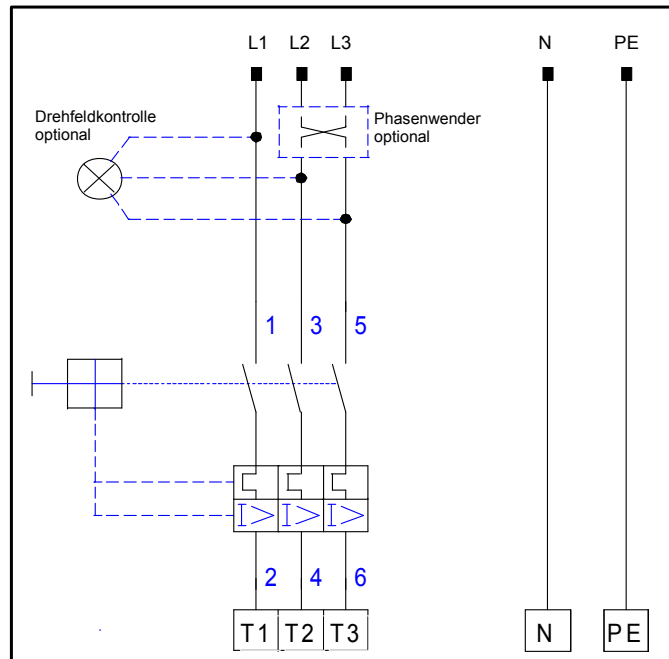 L1 L2 L3 N PE
Drehfeldkontrolle
optional
Phasenwender
optional
1 3 5
I> I> I>
2 4 6
T1 T2 T3 N PE